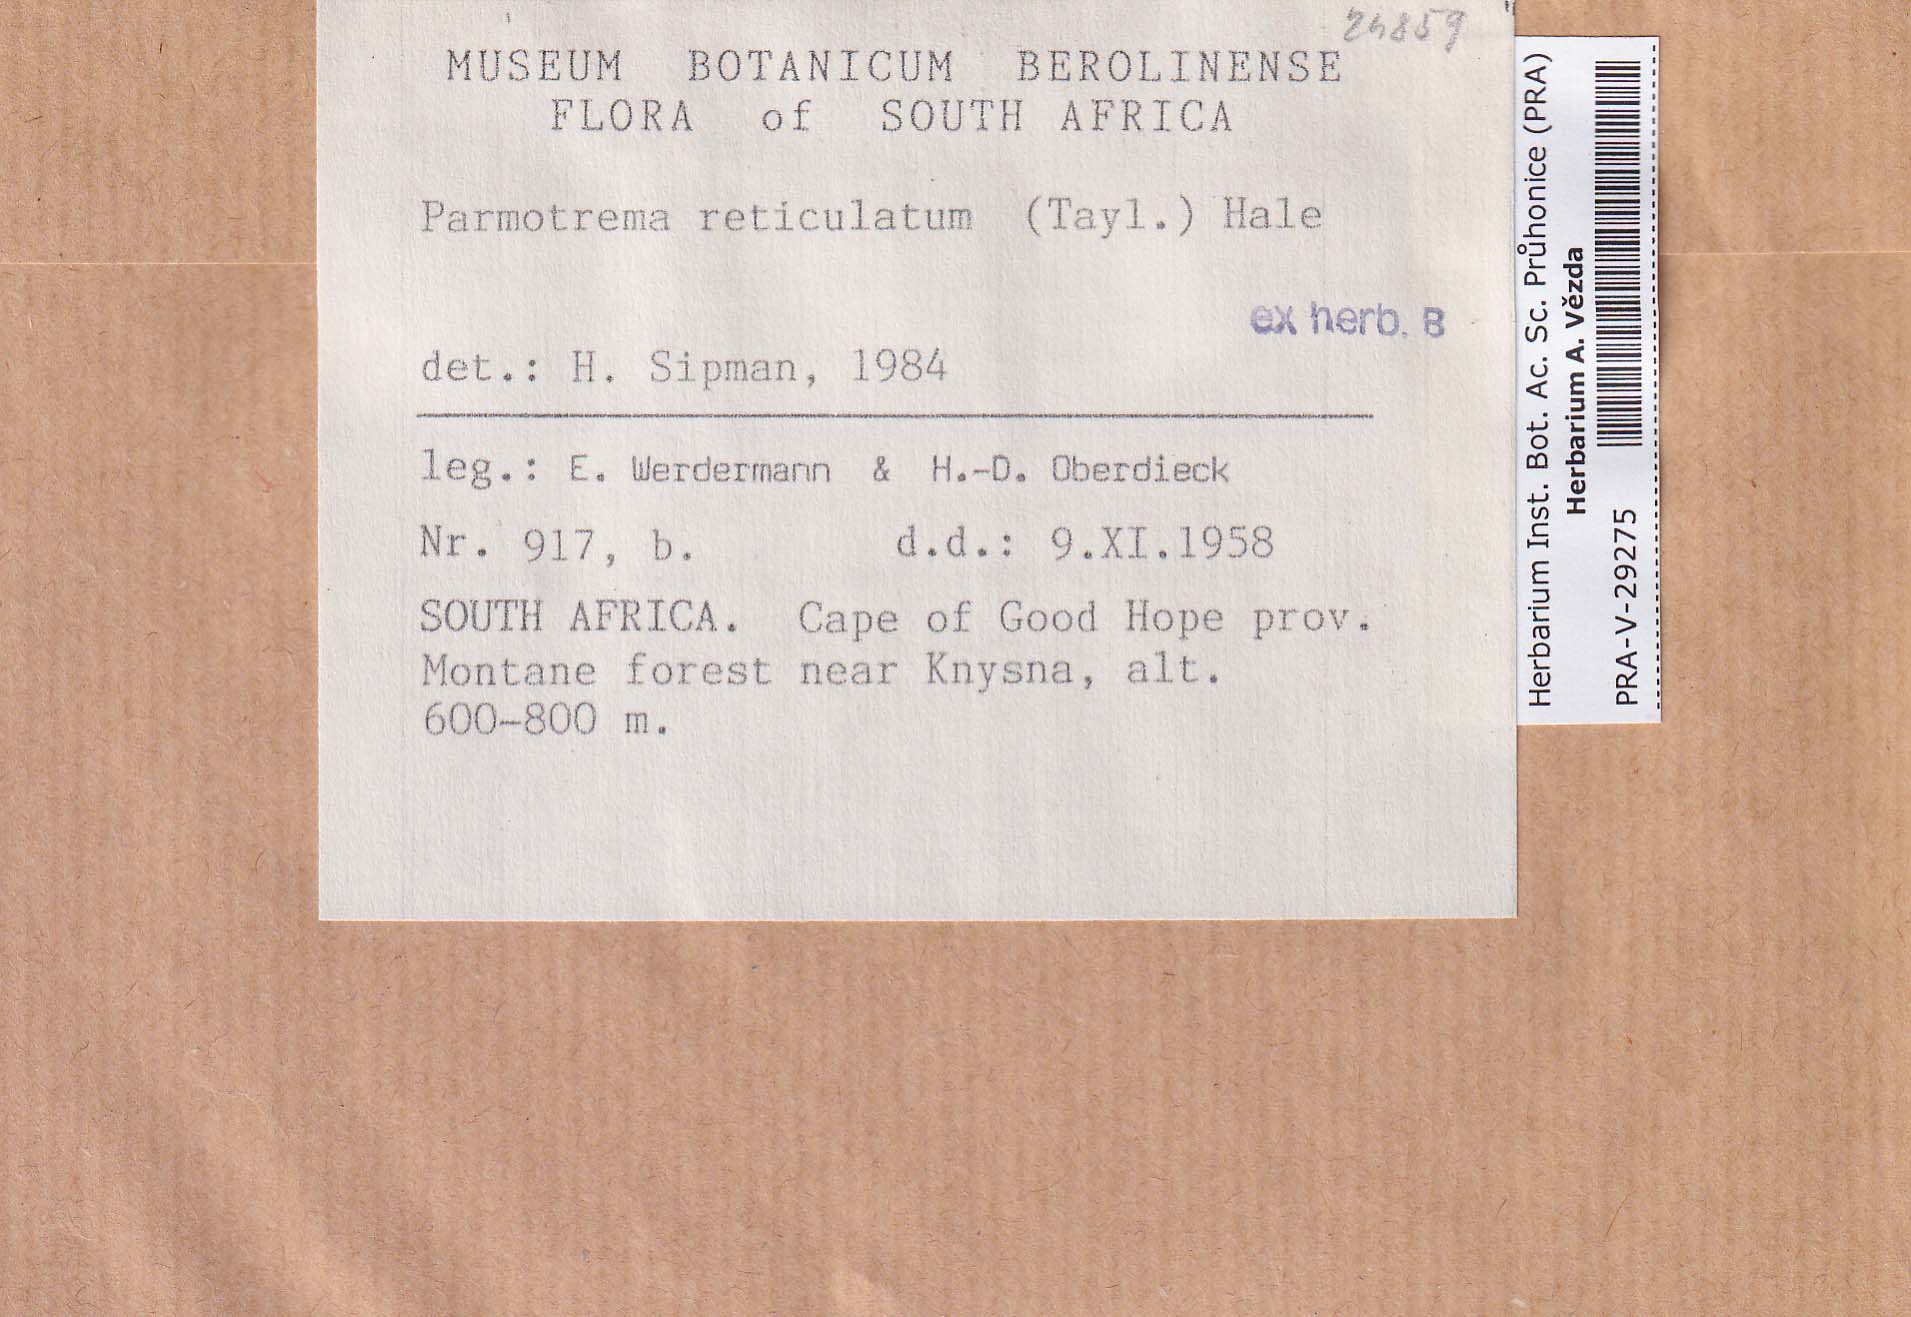 24859
MUSEUM BOTANICUM BEROLINENSE
FLORA of SOUTH AFRICA
Parmotrema reticulatum (Tayl.) Hale
ex herb. B
det.: H. Sipman, 1984
leg.: E. Werdermann & H.-D. Oberdieck
Nr. 917, b. d.d.: 9.XI.1958
SOUTH AFRICA. Cape of Good Hope prov.
Montane forest near Knysna, alt.
600-800 m.
Herbarium Inst. Bot. Ac. Sc. Průhonice (PRA)
Herbarium A. Vězda
PRA-V-29275